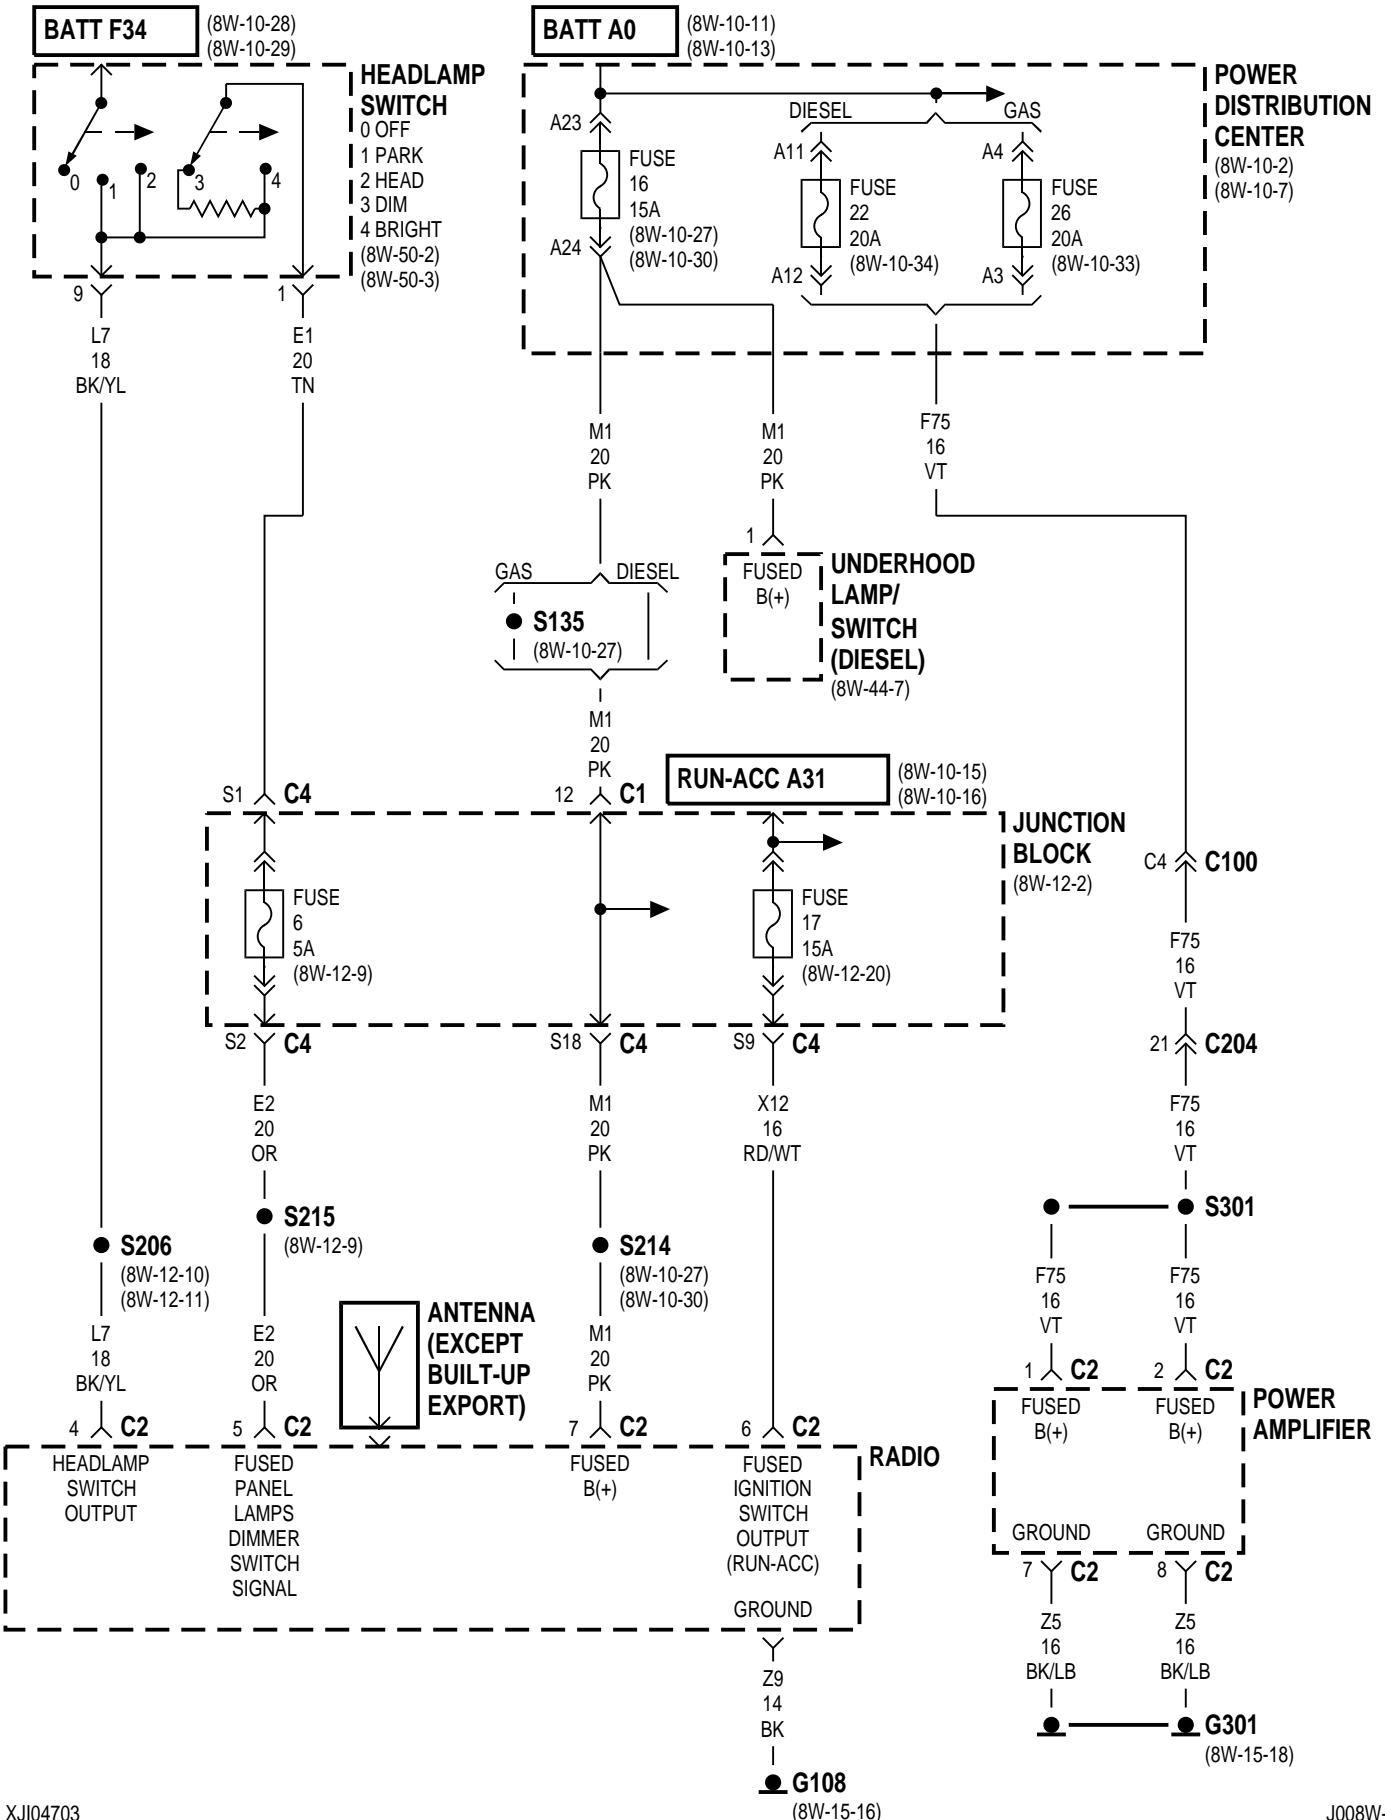 BATT F34
(8W-10-28)
(8W-10-29)
BATT A0
(8W-10-11)
(8W-10-13)
HEADLAMP
SWITCH
0 OFF
1 PARK
2 HEAD
3 DIM
4 BRIGHT
(8W-50-2)
(8W-50-3)
0
1
2
3
4
POWER
DISTRIBUTION
CENTER
(8W-10-2)
(8W-10-7)
A23
FUSE
16
15A
(8W-10-27)
(8W-10-30)
A24
DIESEL
GAS
A11
FUSE
22
20A
(8W-10-34)
A12
A4
FUSE
26
20A
(8W-10-33)
A3
9
L7
18
BK/YL
1
E1
20
TN
M1
20
PK
M1
20
PK
F75
16
VT
GAS
DIESEL
S135
(8W-10-27)
1
FUSED
B(+)
UNDERHOOD
LAMP/
SWITCH
(DIESEL)
(8W-44-7)
M1
20
PK
RUN-ACC A31
(8W-10-15)
(8W-10-16)
S1
C4
12
C1
JUNCTION
BLOCK
(8W-12-2)
FUSE
6
5A
(8W-12-9)
FUSE
17
15A
(8W-12-20)
C4
C100
F75
16
VT
S2
C4
S18
C4
S9
C4
21
C204
E2
20
OR
M1
20
PK
X12
16
RD/WT
F75
16
VT
S215
(8W-12-9)
S206
(8W-12-10)
(8W-12-11)
S214
(8W-10-27)
(8W-10-30)
S301
F75
16
VT
F75
16
VT
L7
18
BK/YL
E2
20
OR
ANTENNA
(EXCEPT
BUILT-UP
EXPORT)
M1
20
PK
1
C2
2
C2
4
C2
5
C2
7
C2
6
C2
POWER
AMPLIFIER
FUSED
B(+)
FUSED
B(+)
GROUND
GROUND
RADIO
HEADLAMP
SWITCH
OUTPUT
FUSED
PANEL
LAMPS
DIMMER
SWITCH
SIGNAL
FUSED
B(+)
FUSED
IGNITION
SWITCH
OUTPUT
(RUN-ACC)
GROUND
7
C2
8
C2
Z5
16
BK/LB
Z5
16
BK/LB
Z9
14
BK
G301
(8W-15-18)
G108
(8W-15-16)
XJI04703
J008W-